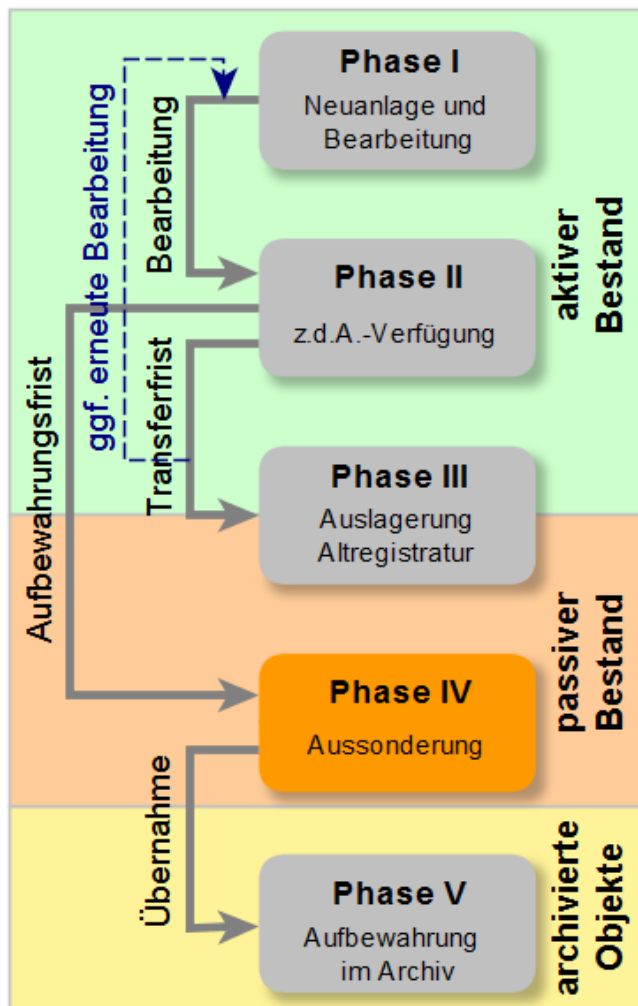 Phase I
Neuanlage und
Bearbeitung
Bearbeitung
ggf. erneute Bearbeitung
Phase II
z.d.A.-Verfügung
aktiver
Bestand
Aufbewahrungsfrist
Transferfrist
Phase III
Auslagerung
Altregistratur
Phase IV
Aussonderung
passiver
Bestand
Übernahme
Phase V
Aufbewahrung
im Archiv
archivierte
Objekte